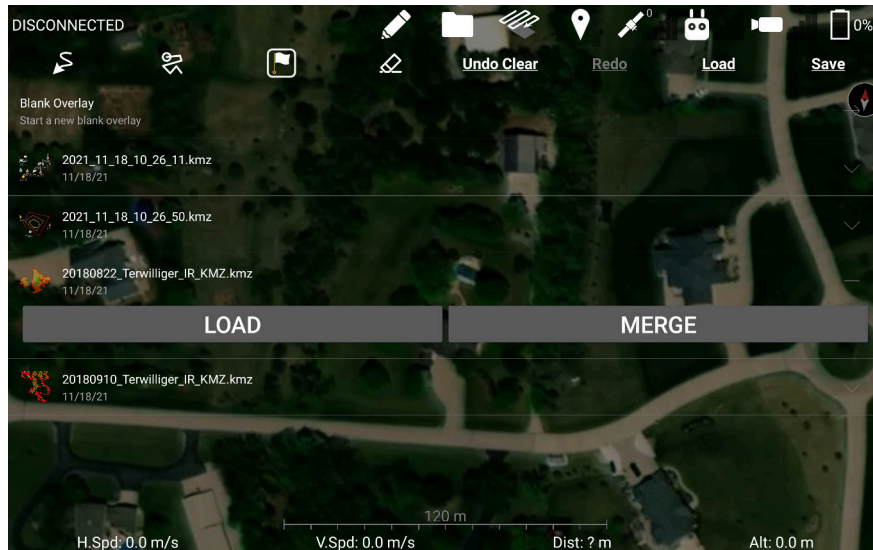 DISCONNECTED
0
0%
Undo Clear
Redo
Load
Save
Blank Overlay
Start a new blank overlay
2021_11_18_10_26_11.kmz
11/18/21
2021_11_18_10_26_50.kmz
11/18/21
20180822_Terwilliger_IR_KMZ.kmz
11/18/21
LOAD
MERGE
20180910_Terwilliger_IR_KMZ.kmz
11/18/21
120 m
H.Spd: 0.0 m/s
V.Spd: 0.0 m/s
Dist: ? m
Alt: 0.0 m